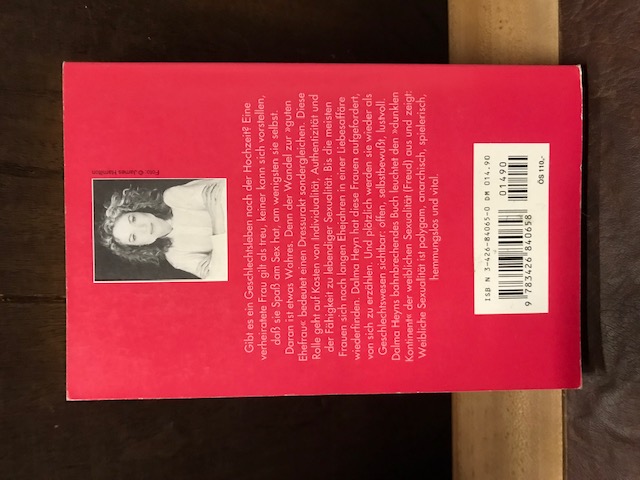 Foto: © James Hamilton
Gibt es ein Geschlechtsleben nach der Hochzeit? Eine
verheiratete Frau gilt als treu, keiner kann sich vorstellen,
daß sie Spaß am Sex hat, am wenigsten sie selbst.
Daran ist etwas Wahres. Denn der Wandel zur »guten
Ehefrau« bedeutet einen Dressurakt sondergleichen. Diese
Rolle geht auf Kosten von Individualität, Authentizität und
der Fähigkeit zu lebendiger Sexualität. Bis die meisten
Frauen sich nach langen Ehejahren in einer Liebesaffäre
wiederfinden. Dalma Heyn hat diese Frauen aufgefordert,
von sich zu erzählen. Und plötzlich werden sie wieder als
Geschlechtswesen sichtbar: offen, selbstbewußt, lustvoll.
Dalma Heyns bahnbrechendes Buch leuchtet den »dunklen
Kontinent« der weiblichen Sexualität (Freud) aus und zeigt:
Weibliche Sexualität ist polygam, anarchisch, spielerisch,
hemmungslos und vital.
ISBN 3-426-84065-0 DM 014.90
01490
9 783426 840658
ÖS 110,-